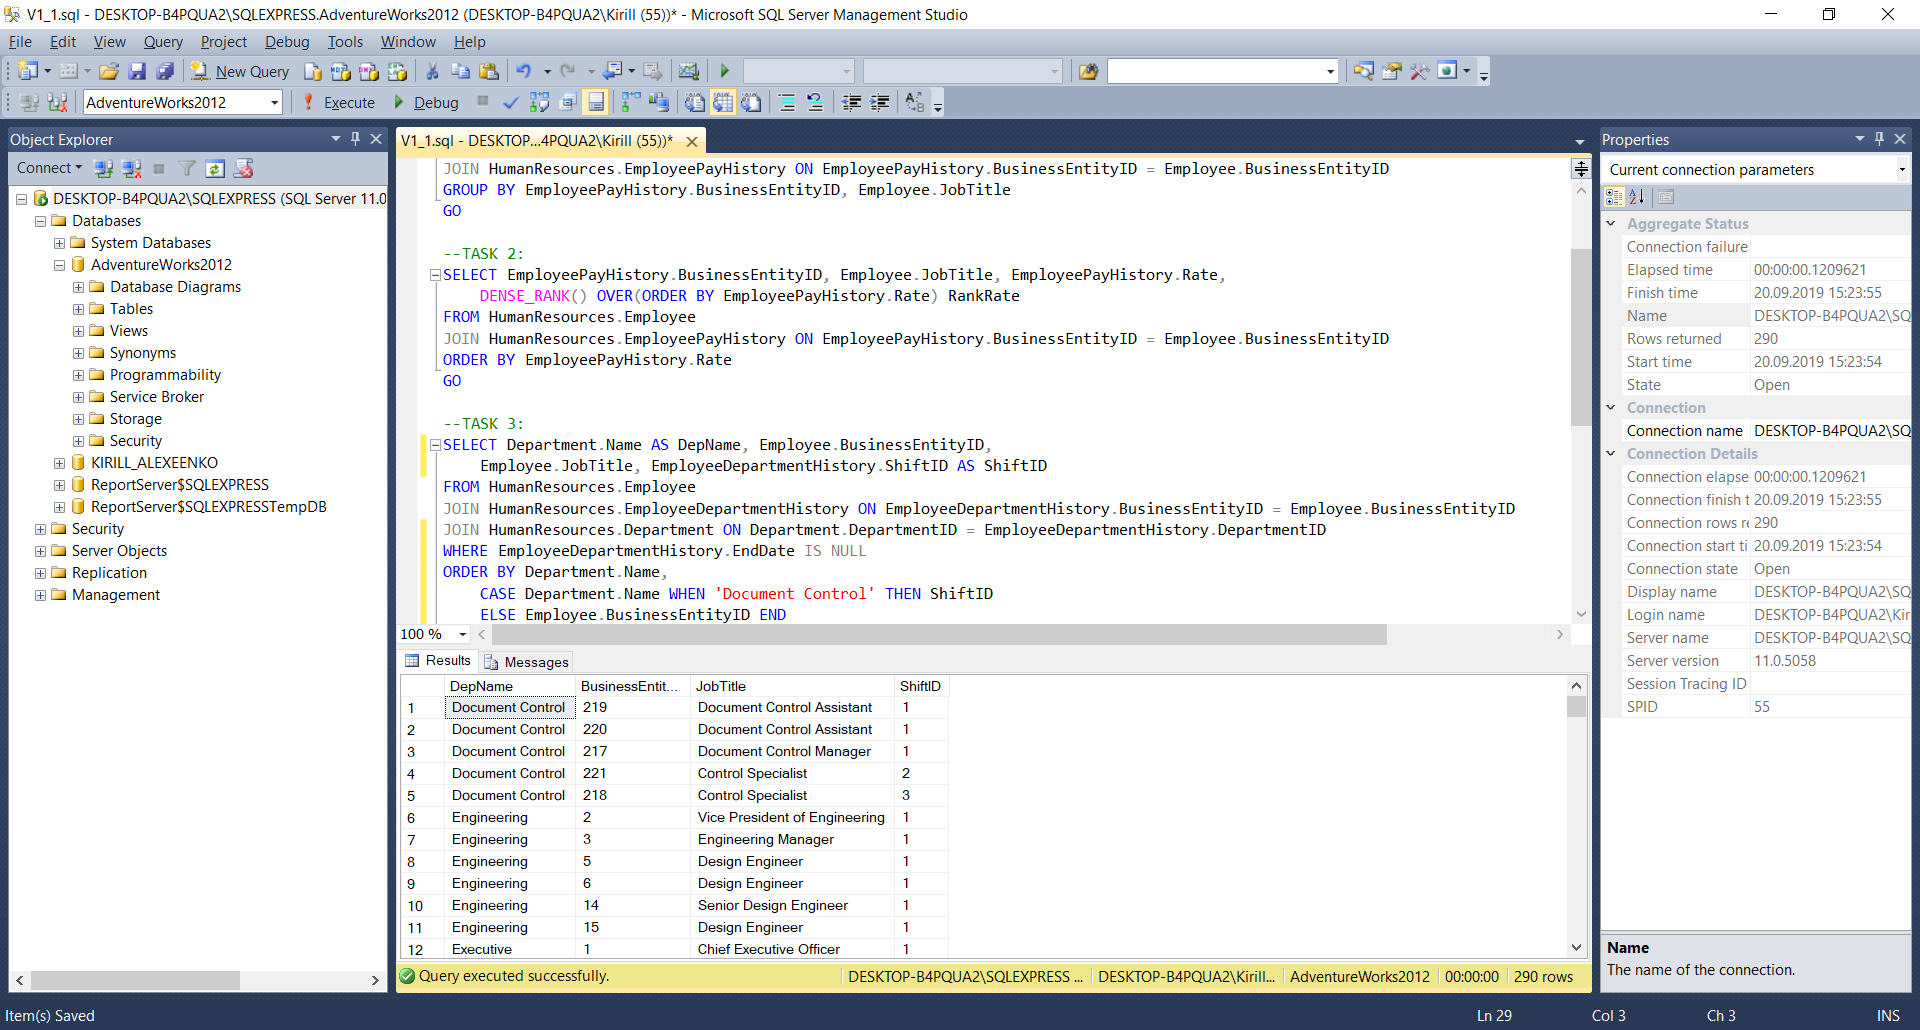 V1_1.sql - DESKTOP-B4PQUA2\SQLEXPRESS.AdventureWorks2012 (DESKTOP-B4PQUA2\Kirill (55))* - Microsoft SQL Server Management Studio
File Edit View Query Project Debug Tools Window Help
New Query
AdventureWorks2012 Execute Debug
Object Explorer
Connect
DESKTOP-B4PQUA2\SQLEXPRESS (SQL Server 11.0
Databases
System Databases
AdventureWorks2012
Database Diagrams
Tables
Views
Synonyms
Programmability
Service Broker
Storage
Security
KIRILL_ALEXEENKO
ReportServer$SQLEXPRESS
ReportServer$SQLEXPRESSTempDB
Security
Server Objects
Replication
Management
V1_1.sql - DESKTOP...4PQUA2\Kirill (55))*
JOIN HumanResources.EmployeePayHistory ON EmployeePayHistory.BusinessEntityID = Employee.BusinessEntityID
GROUP BY EmployeePayHistory.BusinessEntityID, Employee.JobTitle
GO
--TASK 2:
SELECT EmployeePayHistory.BusinessEntityID, Employee.JobTitle, EmployeePayHistory.Rate,
DENSE_RANK() OVER(ORDER BY EmployeePayHistory.Rate) RankRate
FROM HumanResources.Employee
JOIN HumanResources.EmployeePayHistory ON EmployeePayHistory.BusinessEntityID = Employee.BusinessEntityID
ORDER BY EmployeePayHistory.Rate
GO
--TASK 3:
SELECT Department.Name AS DepName, Employee.BusinessEntityID,
Employee.JobTitle, EmployeeDepartmentHistory.ShiftID AS ShiftID
FROM HumanResources.Employee
JOIN HumanResources.EmployeeDepartmentHistory ON EmployeeDepartmentHistory.BusinessEntityID = Employee.BusinessEntityID
JOIN HumanResources.Department ON Department.DepartmentID = EmployeeDepartmentHistory.DepartmentID
WHERE EmployeeDepartmentHistory.EndDate IS NULL
ORDER BY Department.Name,
CASE Department.Name WHEN 'Document Control' THEN ShiftID
ELSE Employee.BusinessEntityID END
100 %
Results Messages
DepName BusinessEntit... JobTitle ShiftID
1 Document Control 219 Document Control Assistant 1
2 Document Control 220 Document Control Assistant 1
3 Document Control 217 Document Control Manager 1
4 Document Control 221 Control Specialist 2
5 Document Control 218 Control Specialist 3
6 Engineering 2 Vice President of Engineering 1
7 Engineering 3 Engineering Manager 1
8 Engineering 5 Design Engineer 1
9 Engineering 6 Design Engineer 1
10 Engineering 14 Senior Design Engineer 1
11 Engineering 15 Design Engineer 1
12 Executive 1 Chief Executive Officer 1
Query executed successfully. DESKTOP-B4PQUA2\SQLEXPRESS ... DESKTOP-B4PQUA2\Kirill... AdventureWorks2012 00:00:00 290 rows
Properties
Current connection parameters
Aggregate Status
Connection failure
Elapsed time 00:00:00.1209621
Finish time 20.09.2019 15:23:55
Name DESKTOP-B4PQUA2\SQ
Rows returned 290
Start time 20.09.2019 15:23:54
State Open
Connection
Connection name DESKTOP-B4PQUA2\SQ
Connection Details
Connection elapse 00:00:00.1209621
Connection finish t 20.09.2019 15:23:55
Connection rows re 290
Connection start ti 20.09.2019 15:23:54
Connection state Open
Display name DESKTOP-B4PQUA2\SQ
Login name DESKTOP-B4PQUA2\Kir
Server name DESKTOP-B4PQUA2\SQ
Server version 11.0.5058
Session Tracing ID
SPID 55
Name
The name of the connection.
Item(s) Saved Ln 29 Col 3 Ch 3 INS